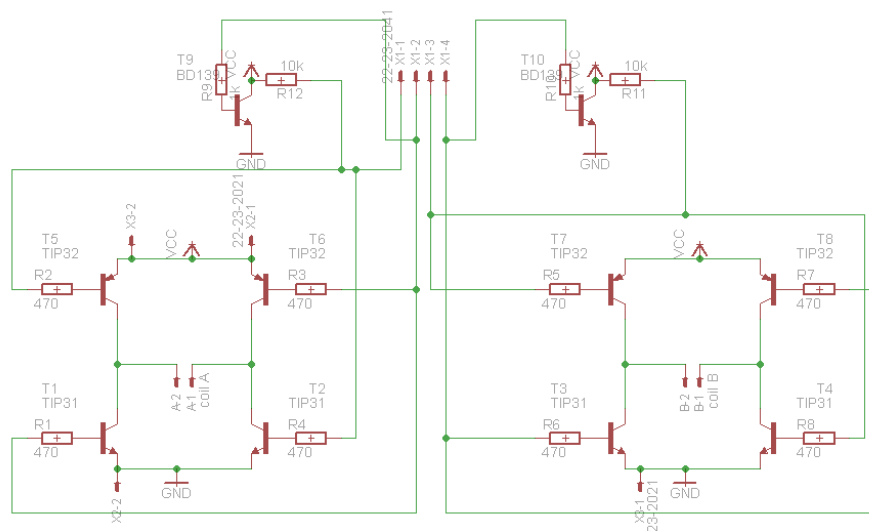 T9
BD139
R9
1k
VCC
10k
R12
GND
22-23-2041
X1-1
X1-2
X1-3
X1-4
T10
BD139
R10
1k
VCC
10k
R11
GND
X3-2
VCC
22-23-2021
X2-1
T5
TIP32
R2
470
T6
TIP32
R3
470
T7
TIP32
R5
470
VCC
T8
TIP32
R7
470
A-2
A-1
coil A
B-2
B-1
coil B
T1
TIP31
R1
470
T2
TIP31
R4
470
T3
TIP31
R6
470
T4
TIP31
R8
470
X2-2
GND
X3-1
23-2021
GND